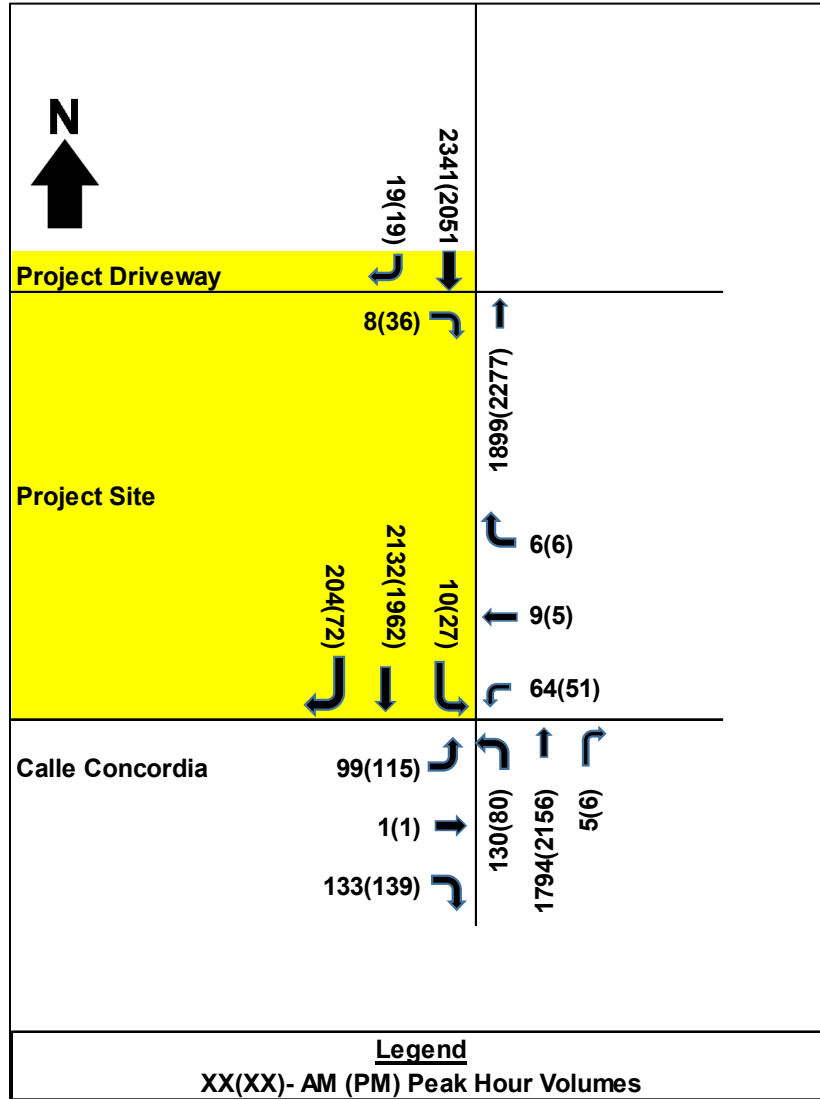 N
2341(2051
19(19)
Project Driveway
8(36)
1899(2277)
Project Site
6(6)
2132(1962)
204(72)
10(27)
9(5)
64(51)
Calle Concordia
99(115)
130(80)
1794(2156)
5(6)
1(1)
133(139)
Legend
XX(XX)- AM (PM) Peak Hour Volumes